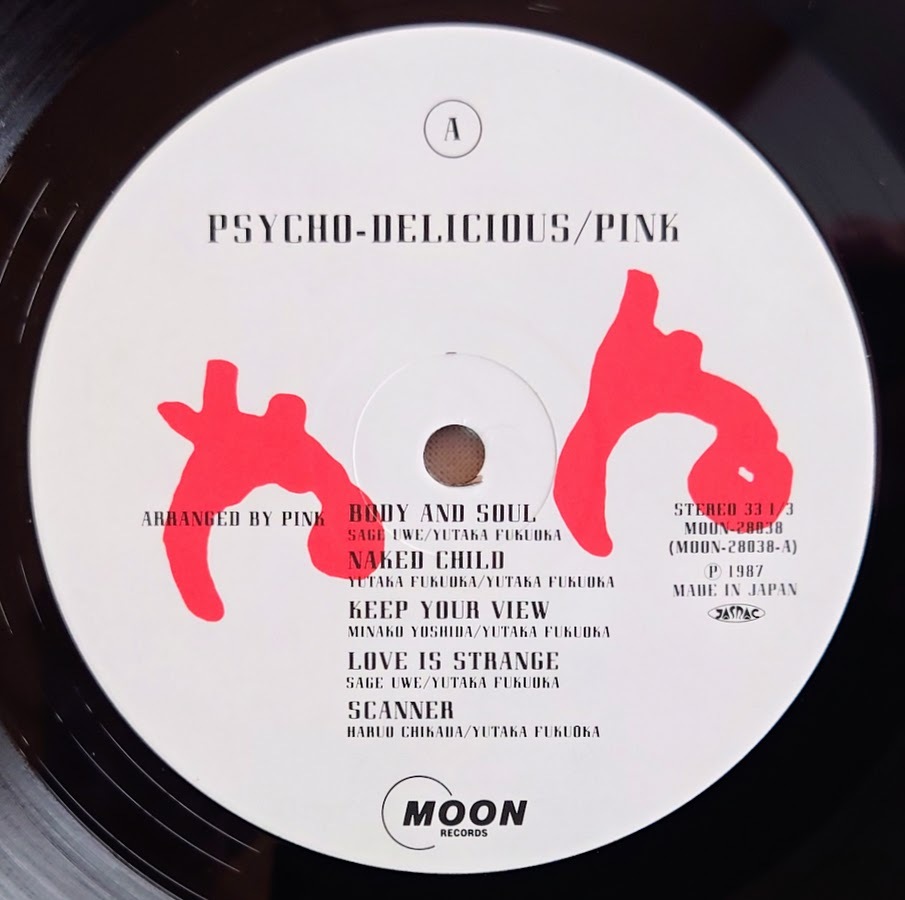 A
PSYCHO-DELICIOUS/PINK
ARRANGED BY PINK
BODY AND SOUL
SAGE UWE/YUTAKA FUKUOKA
NAKED CHILD
YUTAKA FUKUOKA/YUTAKA FUKUOKA
KEEP YOUR VIEW
MINAKO YOSHIDA/YUTAKA FUKUOKA
LOVE IS STRANGE
SAGE UWE/YUTAKA FUKUOKA
SCANNER
HARUO CHIKADA/YUTAKA FUKUOKA
STEREO 33 1/3
MOON-28038
(MOON-28038-A)
Ⓟ 1987
MADE IN JAPAN
JASRAC
MOON
RECORDS